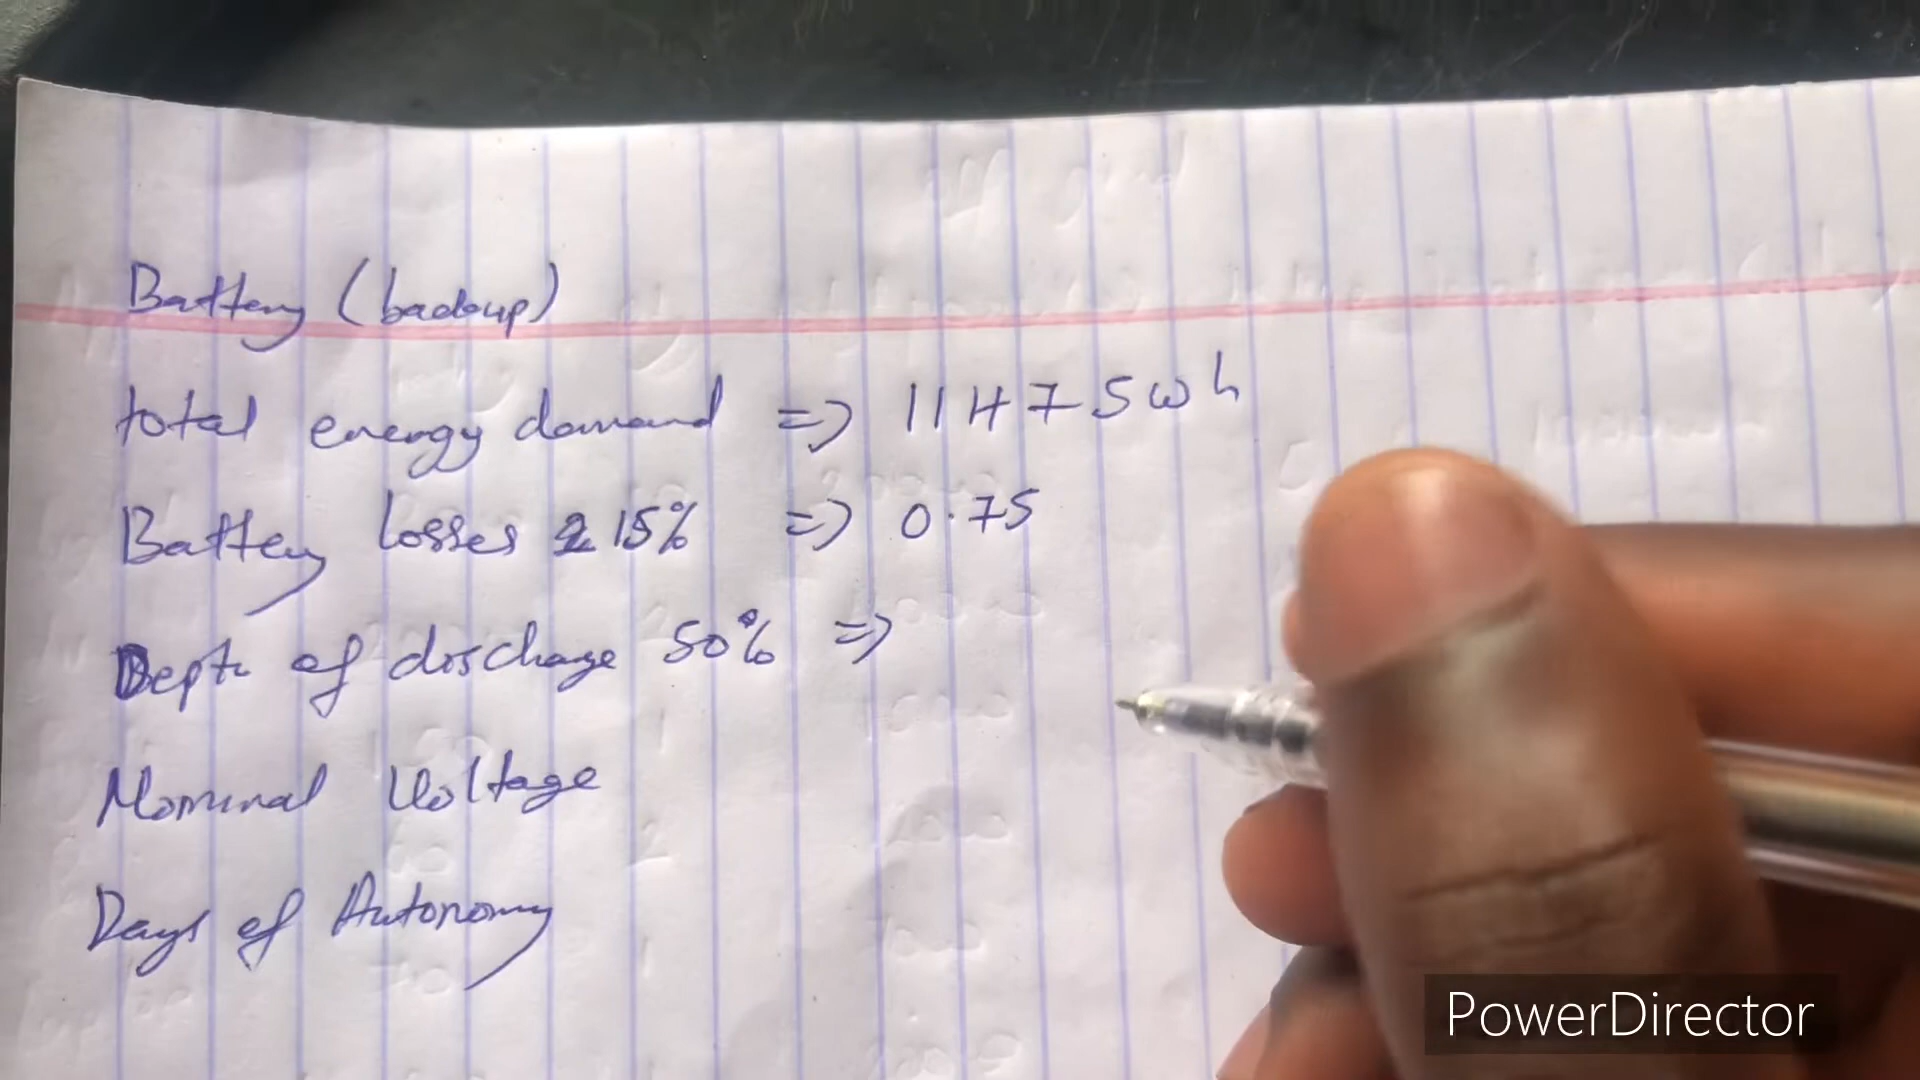 Battery (backup)
total energy demand => 11475wh
Battery losses 15% => 0.75
Depth of discharge 50% =>
Nominal Voltage
Days of Autonomy
PowerDirector